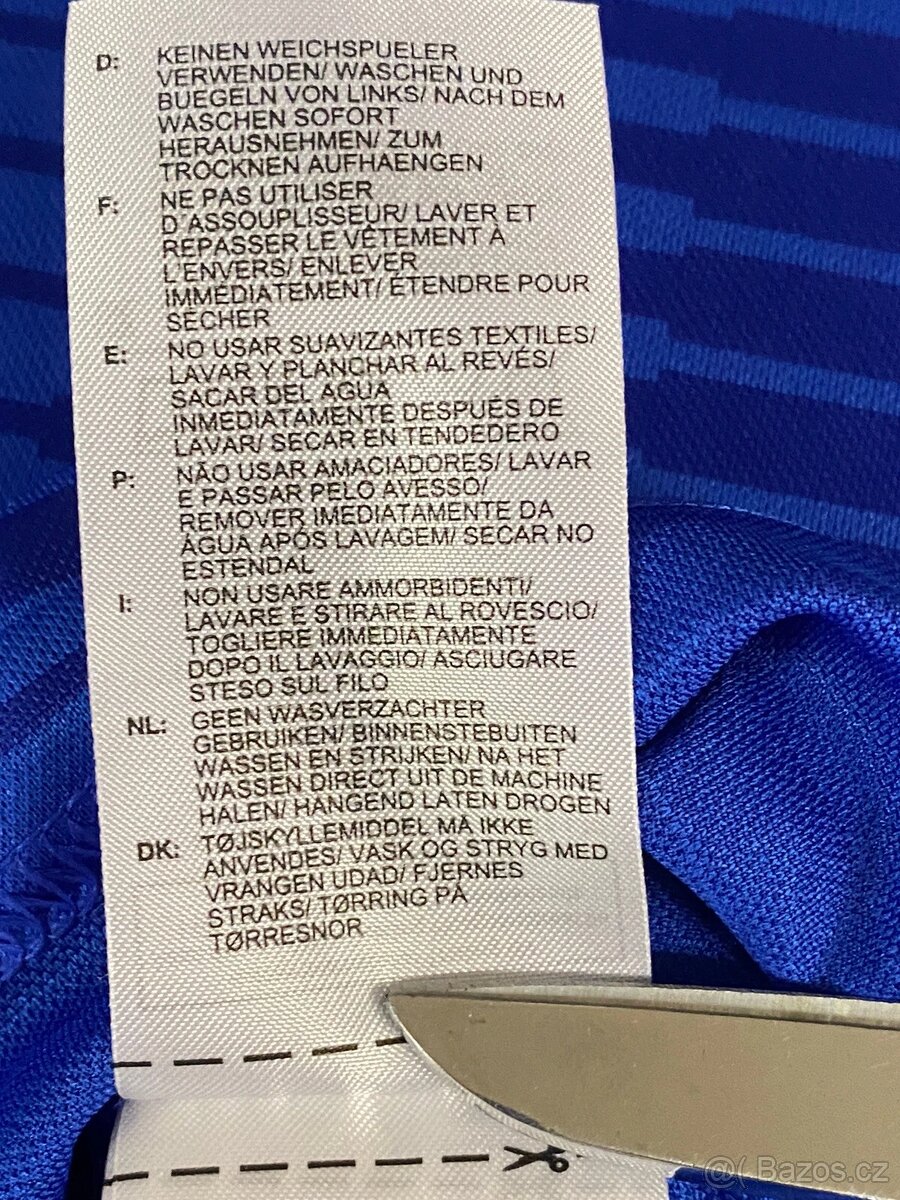 D: KEINEN WEICHSPUELER
VERWENDEN/ WASCHEN UND
BUEGELN VON LINKS/ NACH DEM
WASCHEN SOFORT
HERAUSNEHMEN/ ZUM
TROCKNEN AUFHAENGEN
F: NE PAS UTILISER
D'ASSOUPLISSEUR/ LAVER ET
REPASSER LE VÊTEMENT À
L'ENVERS/ ENLEVER
IMMÉDIATEMENT/ ÉTENDRE POUR
SÉCHER
E: NO USAR SUAVIZANTES TEXTILES/
LAVAR Y PLANCHAR AL REVÉS/
SACAR DEL AGUA
INMEDIATAMENTE DESPUÉS DE
LAVAR/ SECAR EN TENDEDERO
P: NÃO USAR AMACIADORES/ LAVAR
E PASSAR PELO AVESSO/
REMOVER IMEDIATAMENTE DA
ÁGUA APÓS LAVAGEM/ SECAR NO
ESTENDAL
I: NON USARE AMMORBIDENTI/
LAVARE E STIRARE AL ROVESCIO/
TOGLIERE IMMEDIATAMENTE
DOPO IL LAVAGGIO/ ASCIUGARE
STESO SUL FILO
NL: GEEN WASVERZACHTER
GEBRUIKEN/ BINNENSTEBUITEN
WASSEN EN STRIJKEN/ NA HET
WASSEN DIRECT UIT DE MACHINE
HALEN/ HANGEND LATEN DROGEN
DK: TØJSKYLLEMIDDEL MÅ IKKE
ANVENDES/ VASK OG STRYG MED
VRANGEN UDAD/ FJERNES
STRAKS/ TØRRING PÅ
TØRRESNOR
Bazos.cz